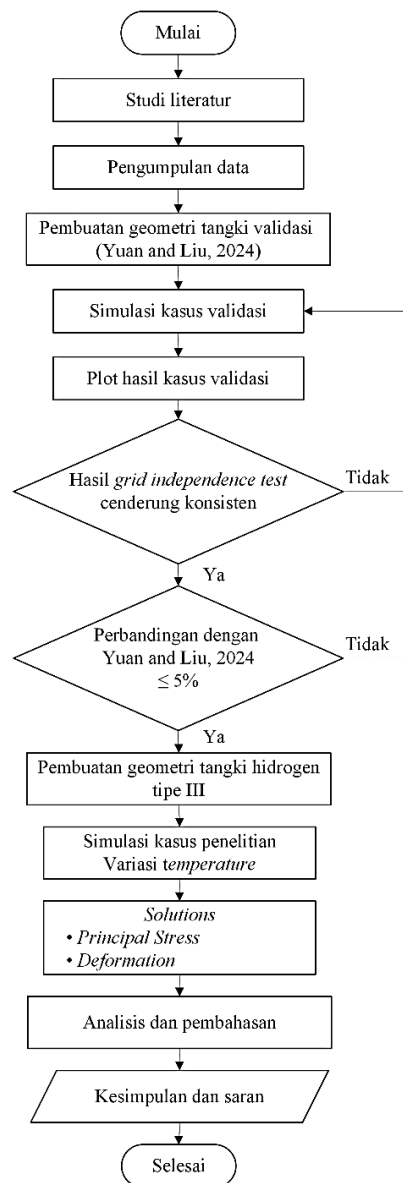 Mulai
Studi literatur
Pengumpulan data
Pembuatan geometri tangki validasi
(Yuan and Liu, 2024)
Simulasi kasus validasi
Plot hasil kasus validasi
Hasil grid independence test
cenderung konsisten
Tidak
Ya
Perbandingan dengan
Yuan and Liu, 2024
≤ 5%
Tidak
Ya
Pembuatan geometri tangki hidrogen
tipe III
Simulasi kasus penelitian
Variasi temperature
Solutions
• Principal Stress
• Deformation
Analisis dan pembahasan
Kesimpulan dan saran
Selesai